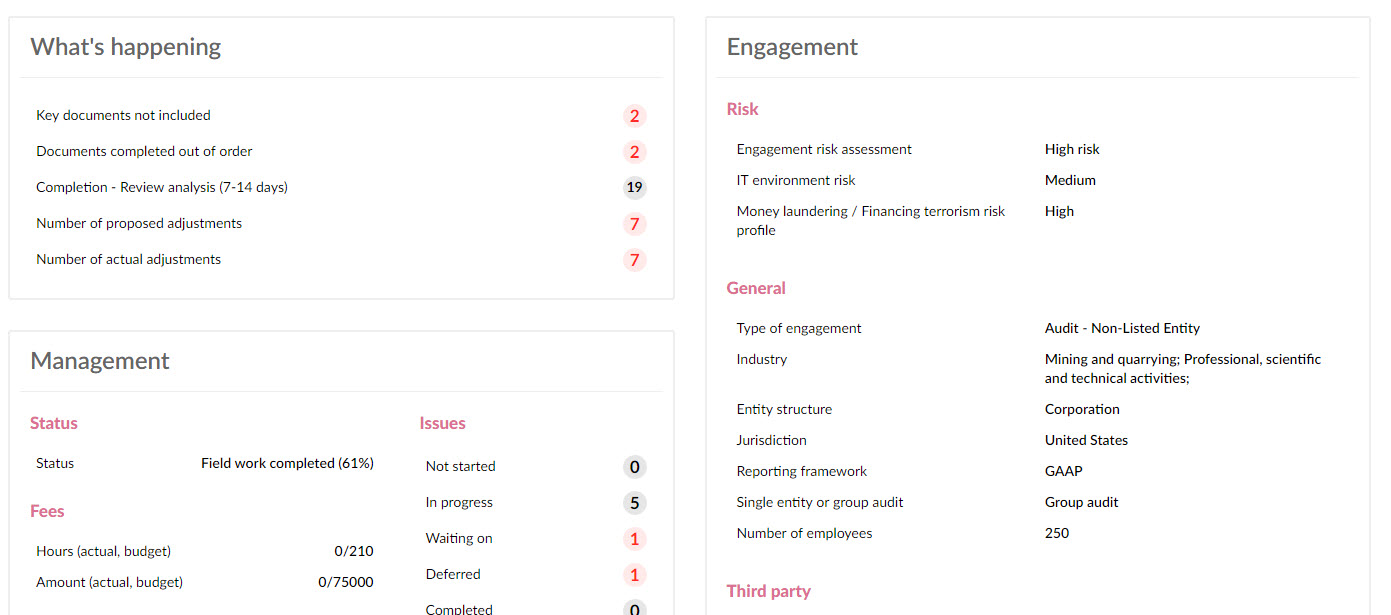 What's happening
Key documents not included 2
Documents completed out of order 2
Completion - Review analysis (7-14 days) 19
Number of proposed adjustments 7
Number of actual adjustments 7
Management
Status
Status Field work completed (61%)
Fees
Hours (actual, budget) 0/210
Amount (actual, budget) 0/75000
Issues
Not started 0
In progress 5
Waiting on 1
Deferred 1
Completed 0
Engagement
Risk
Engagement risk assessment High risk
IT environment risk Medium
Money laundering / Financing terrorism risk High
profile
General
Type of engagement Audit - Non-Listed Entity
Industry Mining and quarrying; Professional, scientific
and technical activities;
Entity structure Corporation
Jurisdiction United States
Reporting framework GAAP
Single entity or group audit Group audit
Number of employees 250
Third party